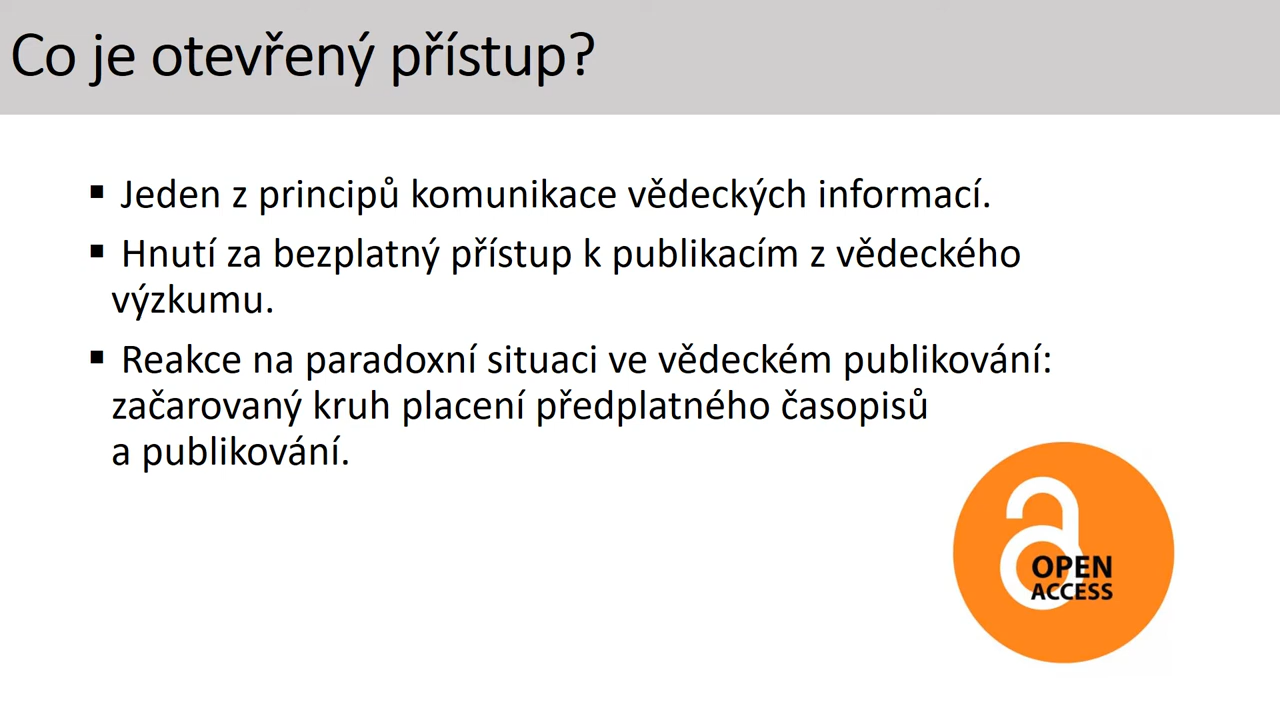 Co je otevřený přístup?
▪ Jeden z principů komunikace vědeckých informací.
▪ Hnutí za bezplatný přístup k publikacím z vědeckého
výzkumu.
▪ Reakce na paradoxní situaci ve vědeckém publikování:
začarovaný kruh placení předplatného časopisů
a publikování.
OPEN
ACCESS